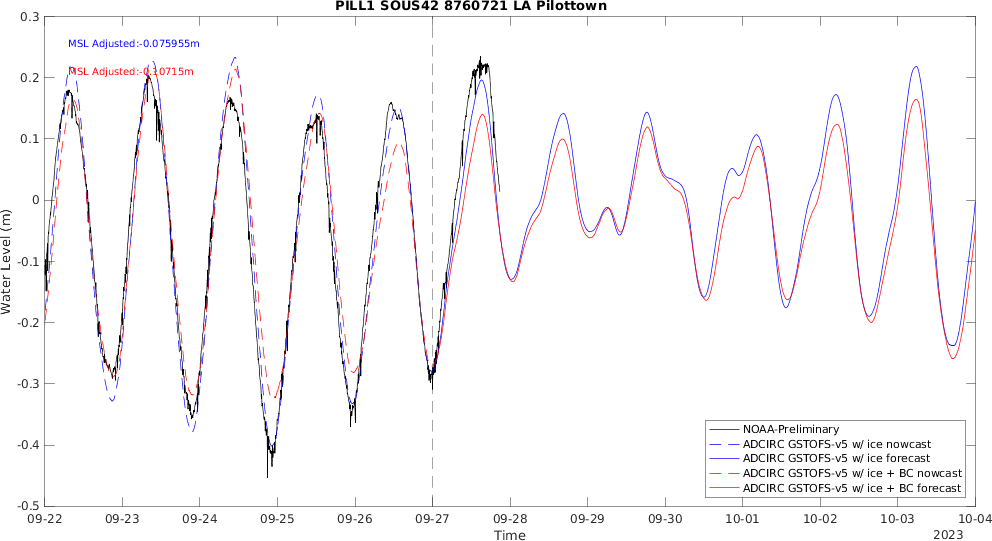 PILL1 SOUS42 8760721 LA Pilottown
MSL Adjusted:-0.075955m
MSL Adjusted:-0.10715m
Water Level (m)
0.3
0.2
0.1
0
-0.1
-0.2
-0.3
-0.4
-0.5
NOAA-Preliminary
ADCIRC GSTOFS-v5 w/ ice nowcast
ADCIRC GSTOFS-v5 w/ ice forecast
ADCIRC GSTOFS-v5 w/ ice + BC nowcast
ADCIRC GSTOFS-v5 w/ ice + BC forecast
09-22 09-23 09-24 09-25 09-26 09-27 09-28 09-29 09-30 10-01 10-02 10-03 10-04
Time
2023